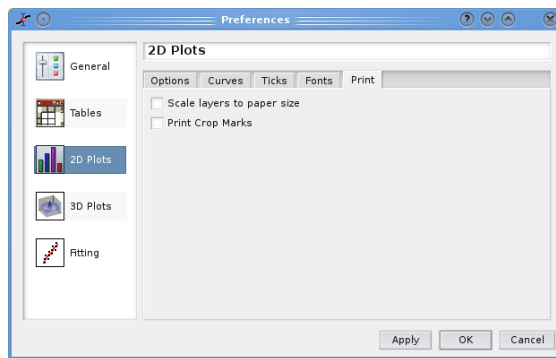 Preferences
General
Tables
2D Plots
3D Plots
Fitting
2D Plots
Options Curves Ticks Fonts Print
Scale layers to paper size
Print Crop Marks
Apply OK Cancel